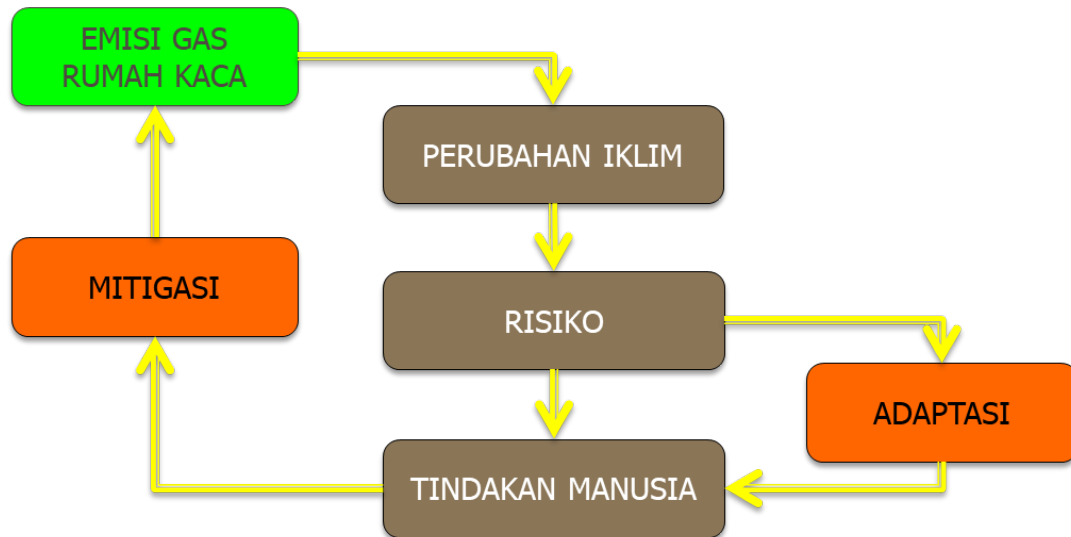 EMISI GAS
RUMAH KACA
PERUBAHAN IKLIM
MITIGASI
RISIKO
ADAPTASI
TINDAKAN MANUSIA